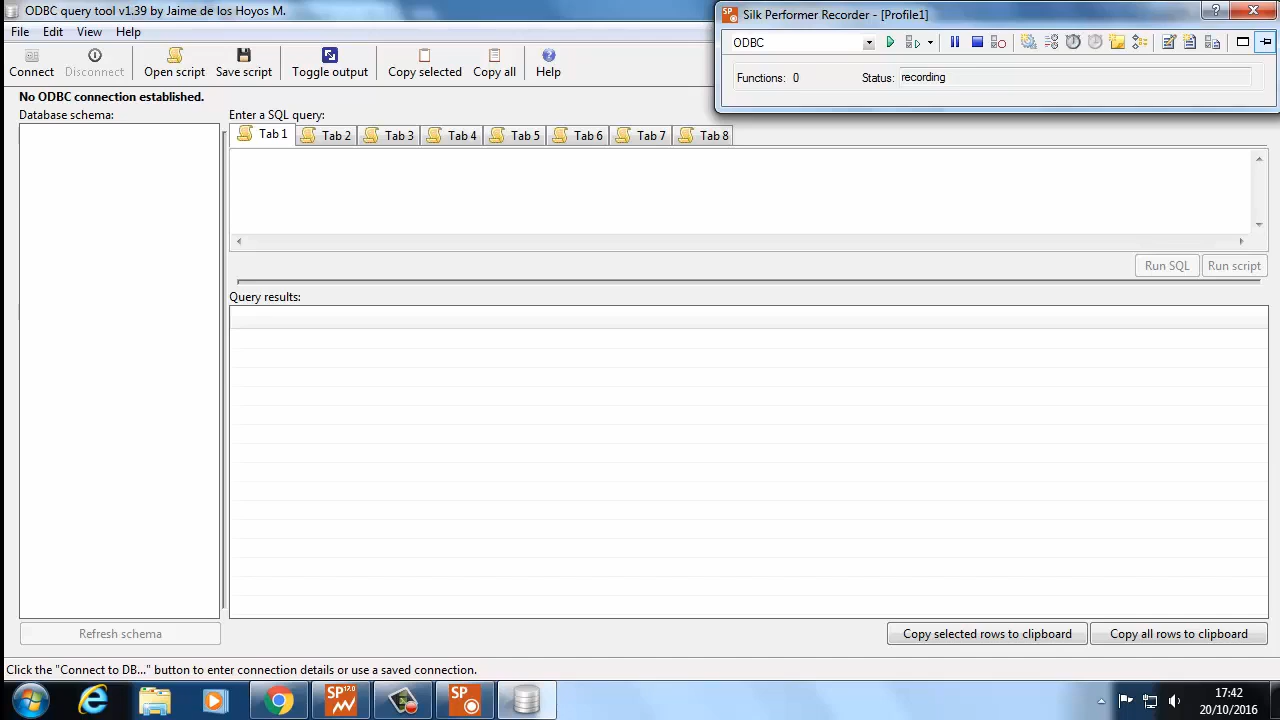 ODBC query tool v1.39 by Jaime de los Hoyos M.
File Edit View Help
Connect Disconnect Open script Save script Toggle output Copy selected Copy all Help
SP Silk Performer Recorder - [Profile1]
ODBC
Functions: 0 Status: recording
No ODBC connection established.
Database schema:
Enter a SQL query:
Tab 1 Tab 2 Tab 3 Tab 4 Tab 5 Tab 6 Tab 7 Tab 8
Run SQL Run script
Query results:
Refresh schema
Copy selected rows to clipboard Copy all rows to clipboard
Click the "Connect to DB..." button to enter connection details or use a saved connection.
SP 17.0
SP
17:42
20/10/2016